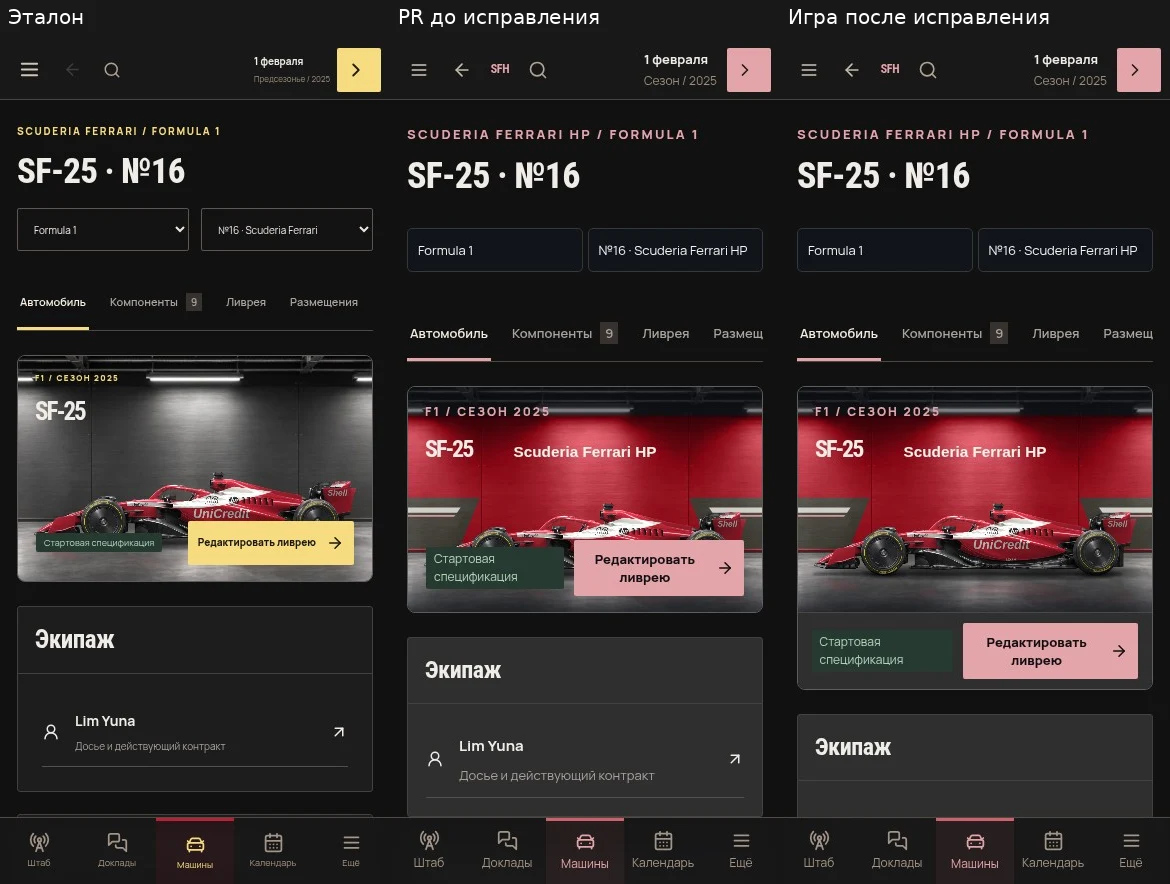 Эталон
1 февраля
Предсезонье / 2025
SCUDERIA FERRARI / FORMULA 1
SF-25 · №16
Formula 1
№16 · Scuderia Ferrari
Автомобиль
Компоненты 9
Ливрея
Размещения
F1 / СЕЗОН 2025
SF-25
Shell
UniCredit
Стартовая спецификация
Редактировать ливрею
Экипаж
Lim Yuna
Досье и действующий контракт
Штаб
Доклады
Машины
Календарь
Ещё
PR до исправления
SFH
1 февраля
Сезон / 2025
SCUDERIA FERRARI HP / FORMULA 1
SF-25 · №16
Formula 1
№16 · Scuderia Ferrari HP
Автомобиль
Компоненты 9
Ливрея
Размещ
F1 / СЕЗОН 2025
SF-25
Scuderia Ferrari HP
Shell
Стартовая
спецификация
Редактировать
ливрею
Экипаж
Lim Yuna
Досье и действующий контракт
Штаб
Доклады
Машины
Календарь
Ещё
Игра после исправления
SFH
1 февраля
Сезон / 2025
SCUDERIA FERRARI HP / FORMULA 1
SF-25 · №16
Formula 1
№16 · Scuderia Ferrari HP
Автомобиль
Компоненты 9
Ливрея
Размещ
F1 / СЕЗОН 2025
SF-25
Scuderia Ferrari HP
Shell
UniCredit
Стартовая
спецификация
Редактировать
ливрею
Экипаж
Штаб
Доклады
Машины
Календарь
Ещё